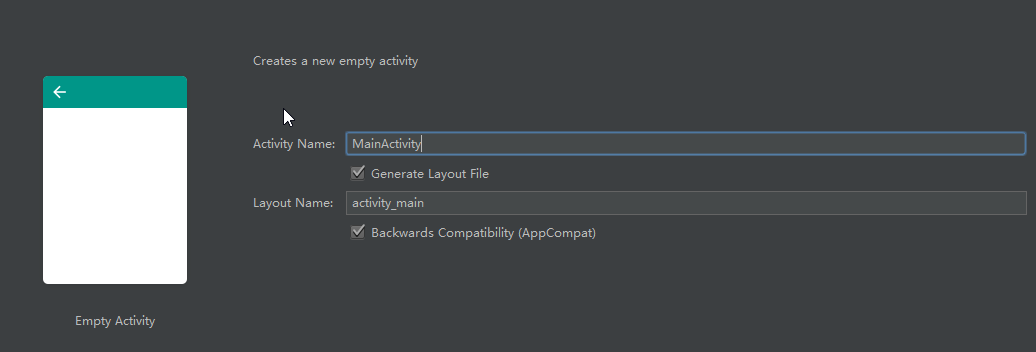 Creates a new empty activity
Activity Name: MainActivity
Generate Layout File
Layout Name: activity_main
Backwards Compatibility (AppCompat)
Empty Activity